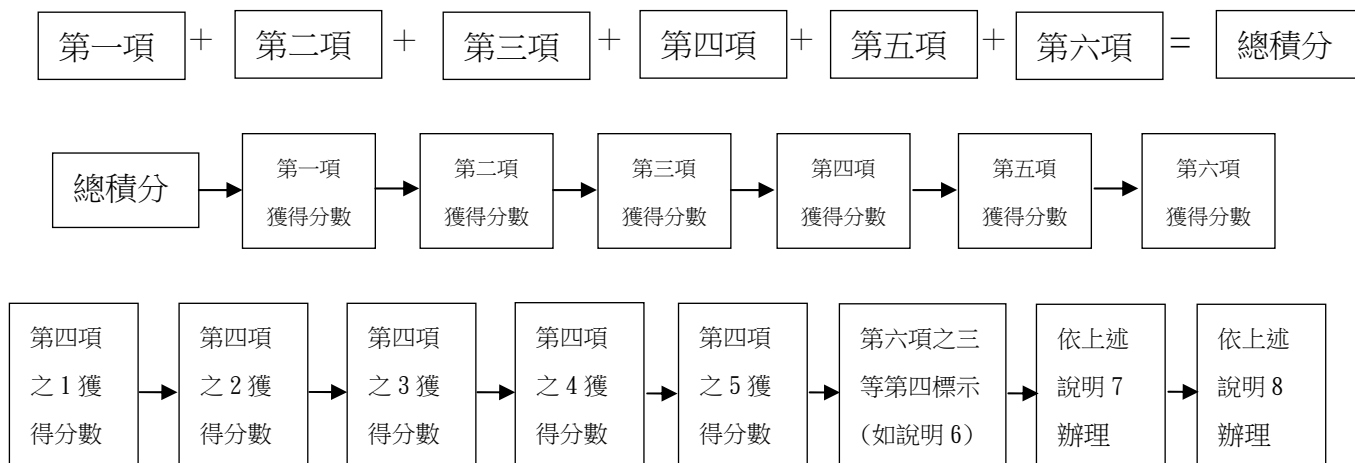 第一項 + 第二項 + 第三項 + 第四項 + 第五項 + 第六項 = 總積分
總積分
第一項
獲得分數
第二項
獲得分數
第三項
獲得分數
第四項
獲得分數
第五項
獲得分數
第六項
獲得分數
第四項
之1獲
得分數
第四項
之2獲
得分數
第四項
之3獲
得分數
第四項
之4獲
得分數
第四項
之5獲
得分數
第六項之三
等第四標示
(如說明6)
依上述
說明7
辦理
依上述
說明8
辦理